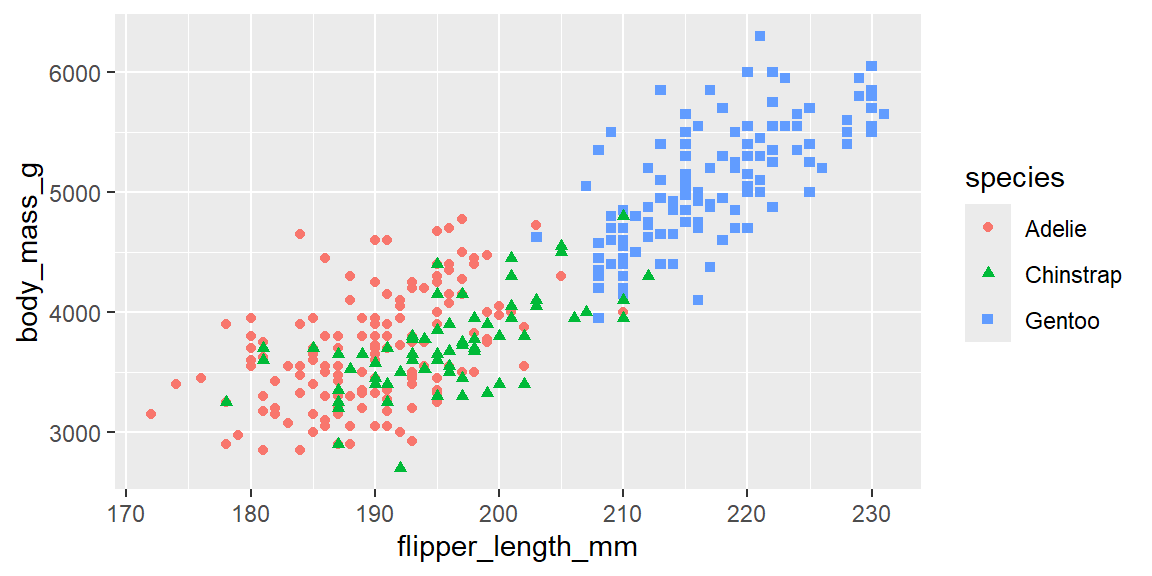 6000
5000
4000
3000
body_mass_g
170 180 190 200 210 220 230
flipper_length_mm
species
Adelie
Chinstrap
Gentoo